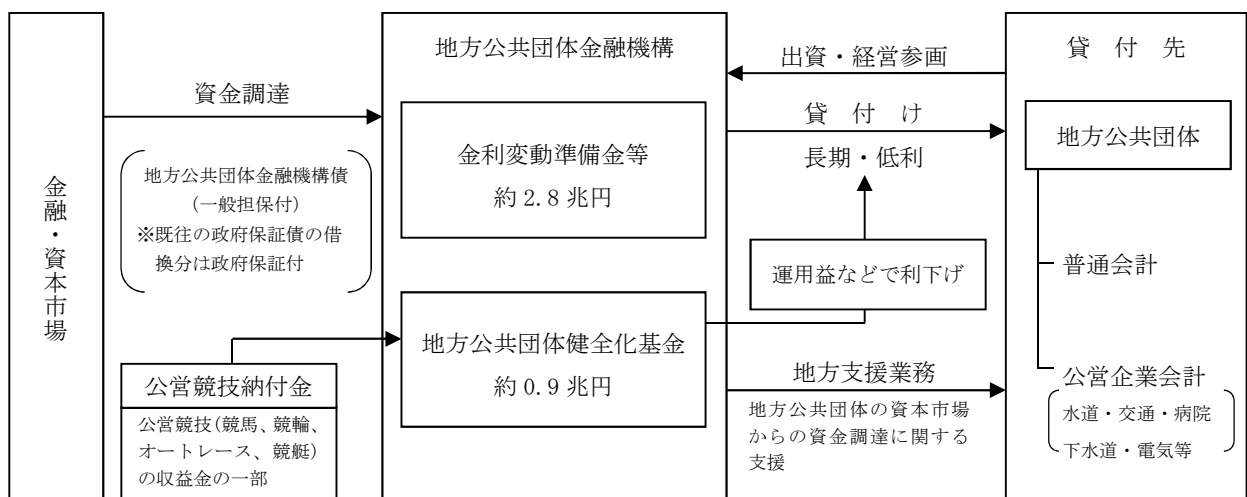 金融・資本市場
資金調達
地方公共団体金融機構債
(一般担保付)
※既往の政府保証債の借
換分は政府保証付
公営競技納付金
公営競技(競馬、競輪、
オートレース、競艇)
の収益金の一部
地方公共団体金融機構
金利変動準備金等
約 2.8 兆円
地方公共団体健全化基金
約 0.9 兆円
出資・経営参画
貸 付 け
長期・低利
運用益などで利下げ
地方支援業務
地方公共団体の資本市場
からの資金調達に関する
支援
貸 付 先
地方公共団体
普通会計
公営企業会計
水道・交通・病院
下水道・電気等